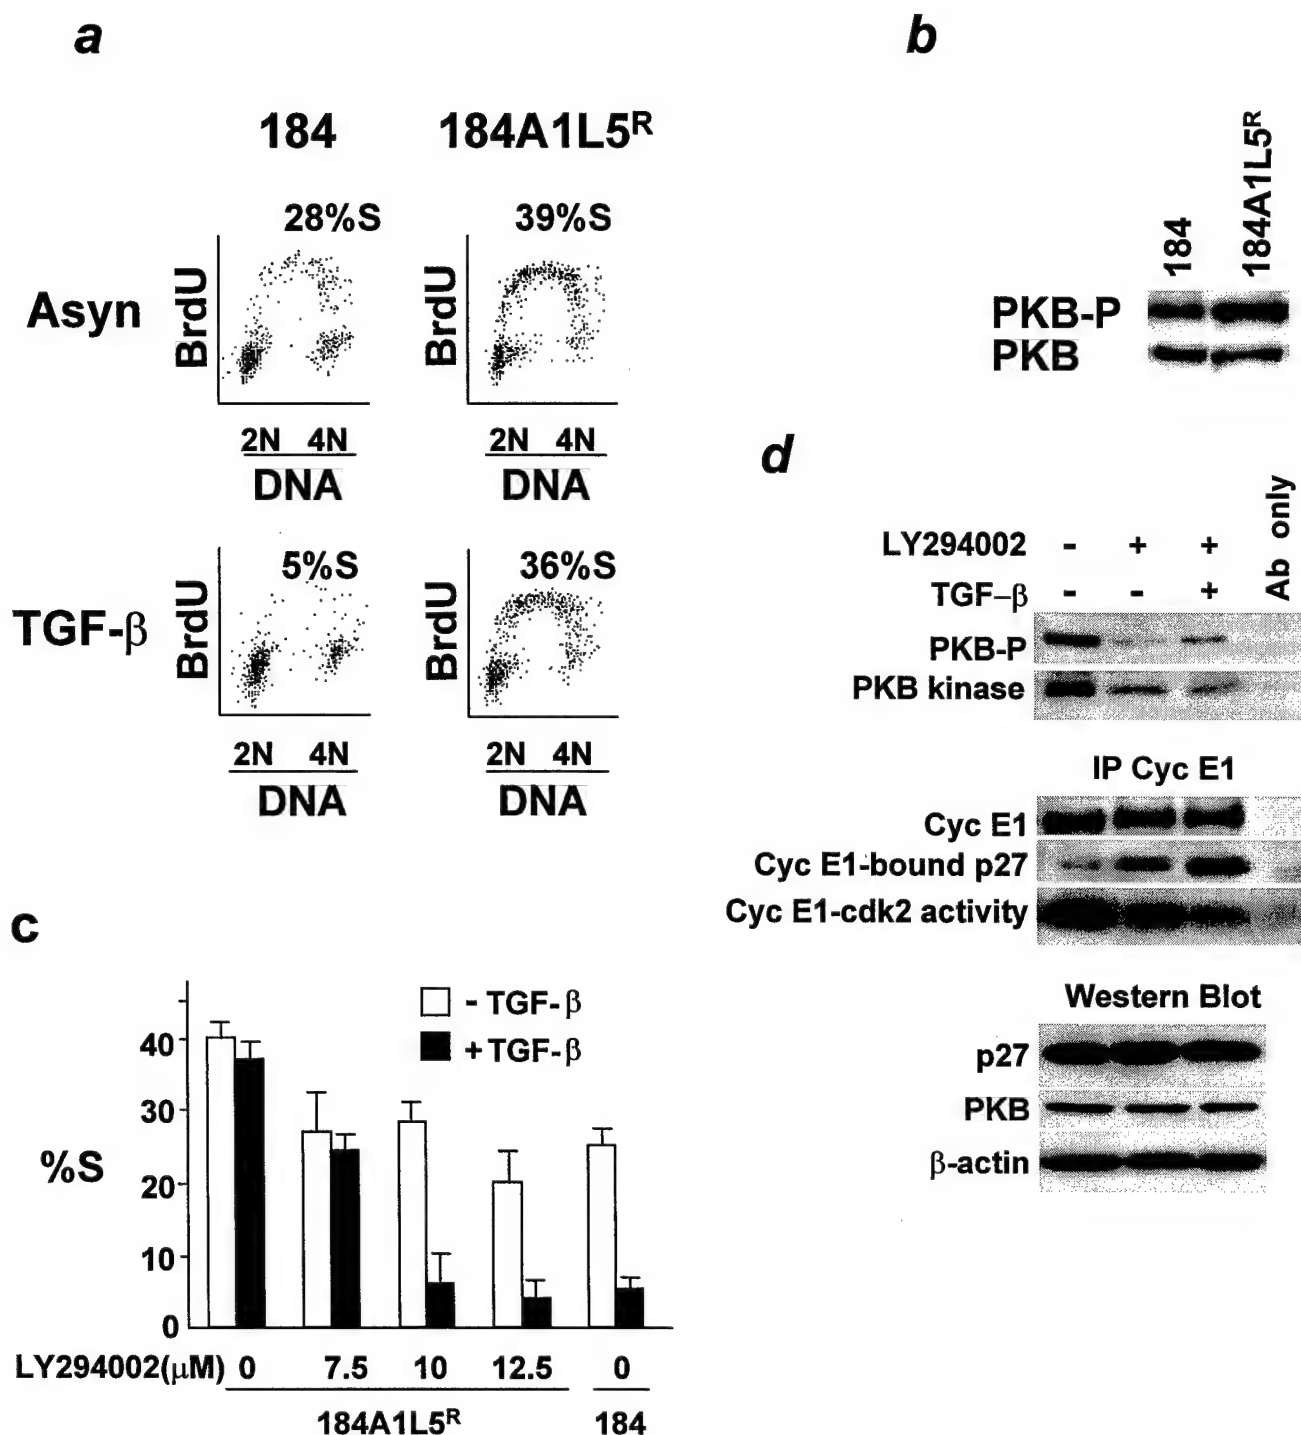 a
184
184A1L5R
Asyn
28%S
39%S
BrdU
BrdU
2N 4N
2N 4N
DNA
DNA
TGF-β
5%S
36%S
BrdU
BrdU
2N 4N
2N 4N
DNA
DNA
b
184
184A1L5R
PKB-P
PKB
c
- TGF-β
+ TGF-β
%S
40
30
20
10
0
LY294002(μM) 0 7.5 10 12.5 0
184A1L5R 184
d
LY294002 - + +
TGF-β - - +
Ab only
PKB-P
PKB kinase
IP Cyc E1
Cyc E1
Cyc E1-bound p27
Cyc E1-cdk2 activity
Western Blot
p27
PKB
β-actin